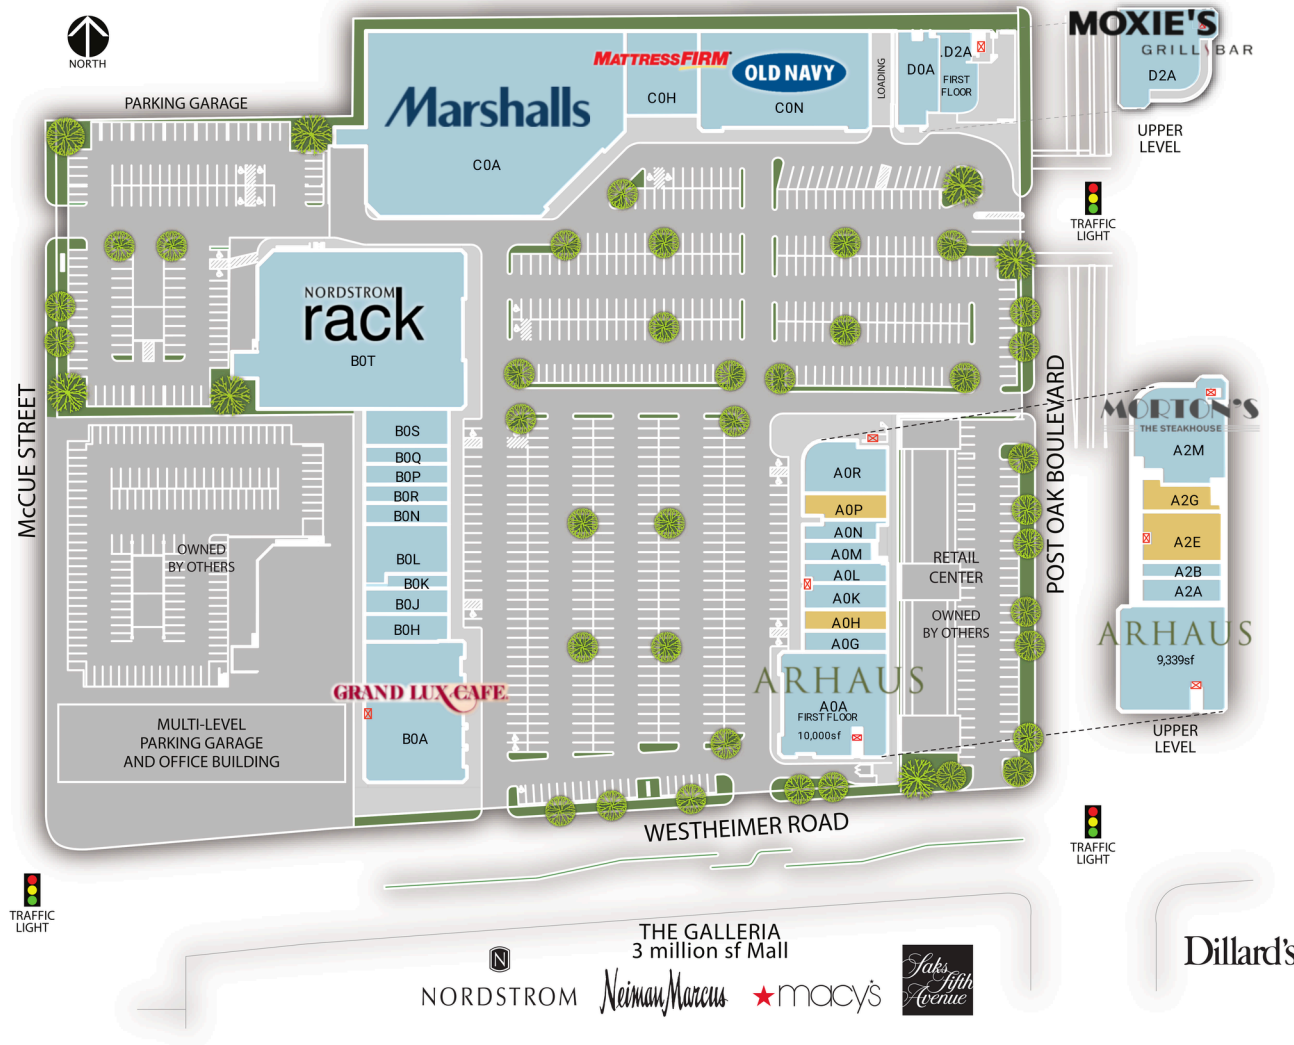 NORTH
PARKING GARAGE
MATTRESSFIRM
OLD NAVY
Marshalls
C0H
C0N
C0A
LOADING
D0A
D2A
FIRST
FLOOR
MOXIE'S
GRILL BAR
D2A
UPPER
LEVEL
TRAFFIC
LIGHT
NORDSTROM
rack
B0T
McCUE STREET
B0S
B0Q
B0P
B0R
B0N
B0L
B0K
B0J
B0H
GRAND LUX CAFE
B0A
OWNED
BY OTHERS
MULTI-LEVEL
PARKING GARAGE
AND OFFICE BUILDING
A0R
A0P
A0N
A0M
A0L
A0K
A0H
A0G
ARHAUS
A0A
FIRST FLOOR
10,000sf
RETAIL
CENTER
OWNED
BY OTHERS
POST OAK BOULEVARD
MORTON'S
THE STEAKHOUSE
A2M
A2G
A2E
A2B
A2A
ARHAUS
9,339sf
UPPER
LEVEL
WESTHEIMER ROAD
TRAFFIC
LIGHT
TRAFFIC
LIGHT
THE GALLERIA
3 million sf Mall
N
NORDSTROM
Neiman Marcus
macy's
Saks
fifth
Avenue
Dillard's